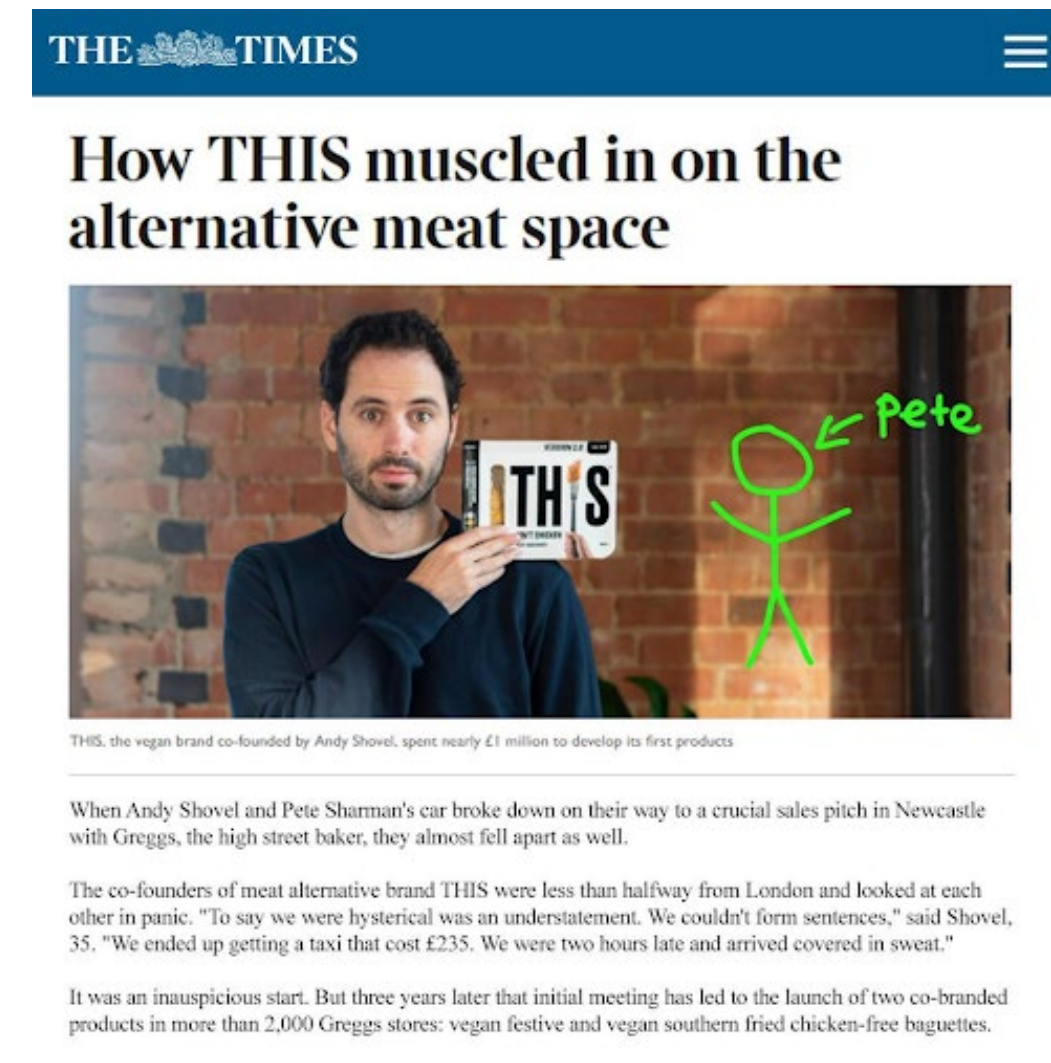 THE TIMES
How THIS muscled in on the
alternative meat space
Pete
THIS
THIS, the vegan brand co-founded by Andy Shovel, spent nearly £1 million to develop its first products
When Andy Shovel and Pete Sharman's car broke down on their way to a crucial sales pitch in Newcastle
with Greggs, the high street baker, they almost fell apart as well.
The co-founders of meat alternative brand THIS were less than halfway from London and looked at each
other in panic. "To say we were hysterical was an understatement. We couldn't form sentences," said Shovel,
35. "We ended up getting a taxi that cost £235. We were two hours late and arrived covered in sweat."
It was an inauspicious start. But three years later that initial meeting has led to the launch of two co-branded
products in more than 2,000 Greggs stores: vegan festive and vegan southern fried chicken-free baguettes.